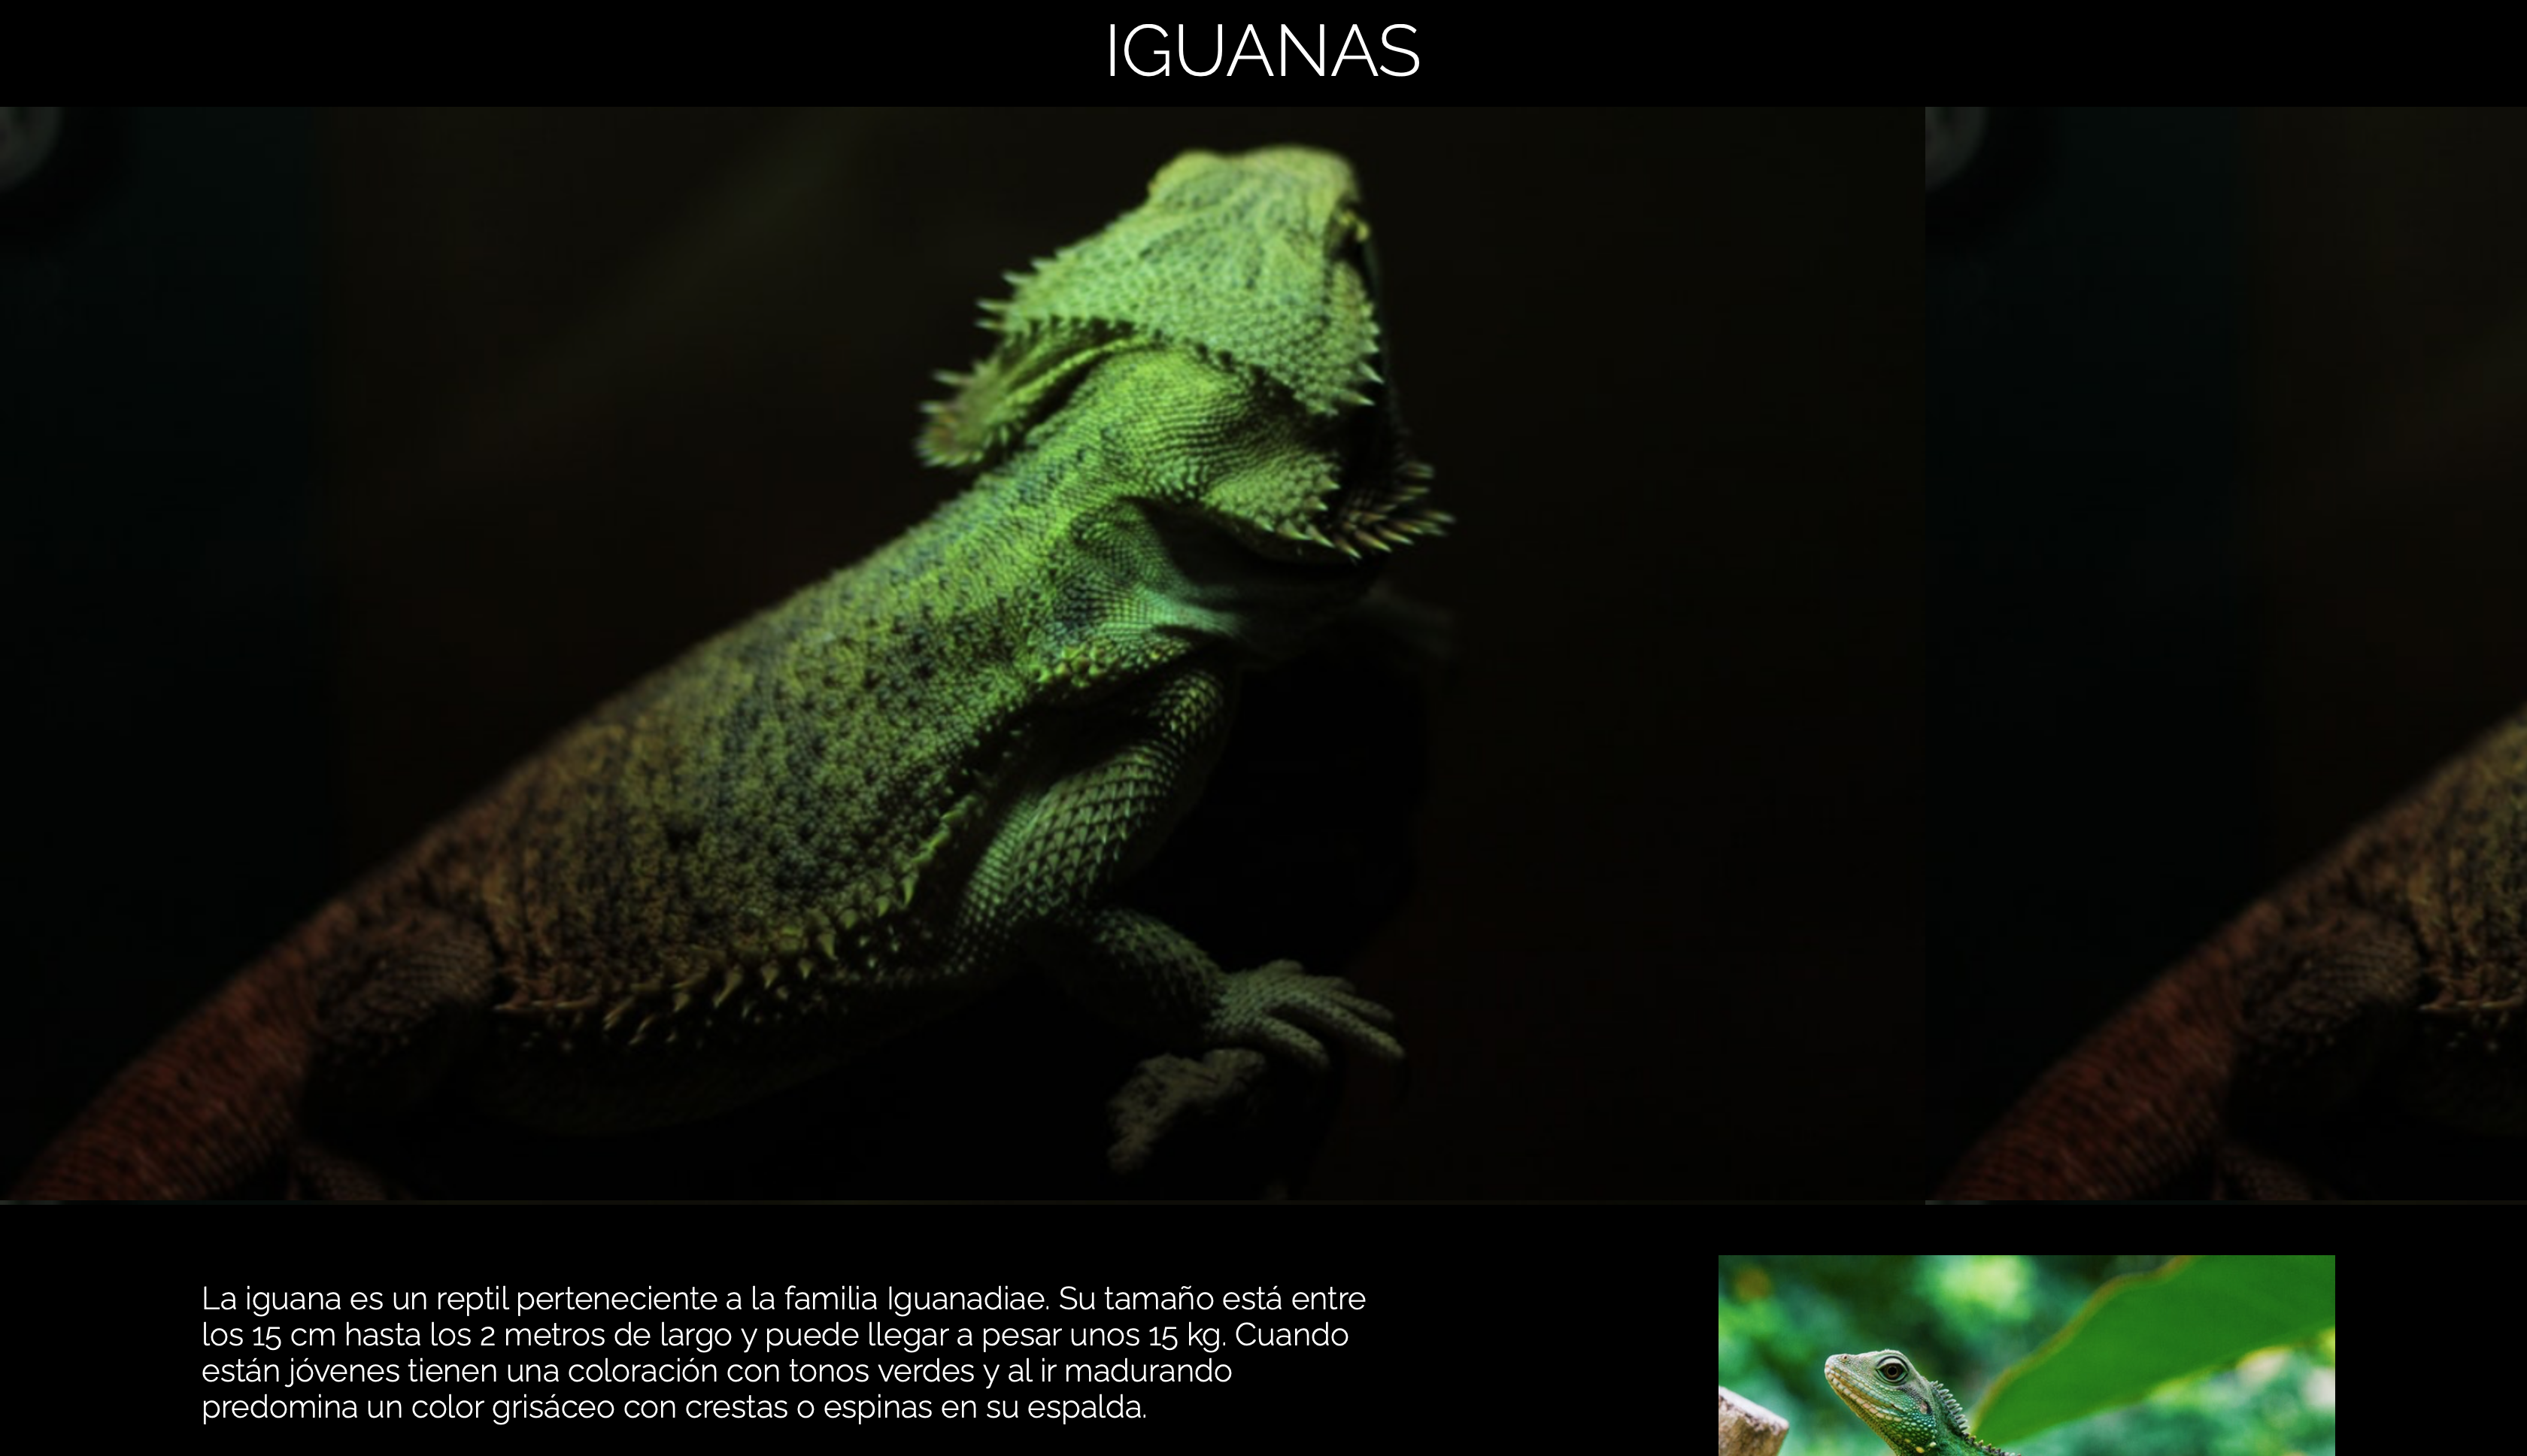 IGUANAS
La iguana es un reptil perteneciente a la familia Iguanadiae. Su tamaño está entre
los 15 cm hasta los 2 metros de largo y puede llegar a pesar unos 15 kg. Cuando
están jóvenes tienen una coloración con tonos verdes y al ir madurando
predomina un color grisáceo con crestas o espinas en su espalda.